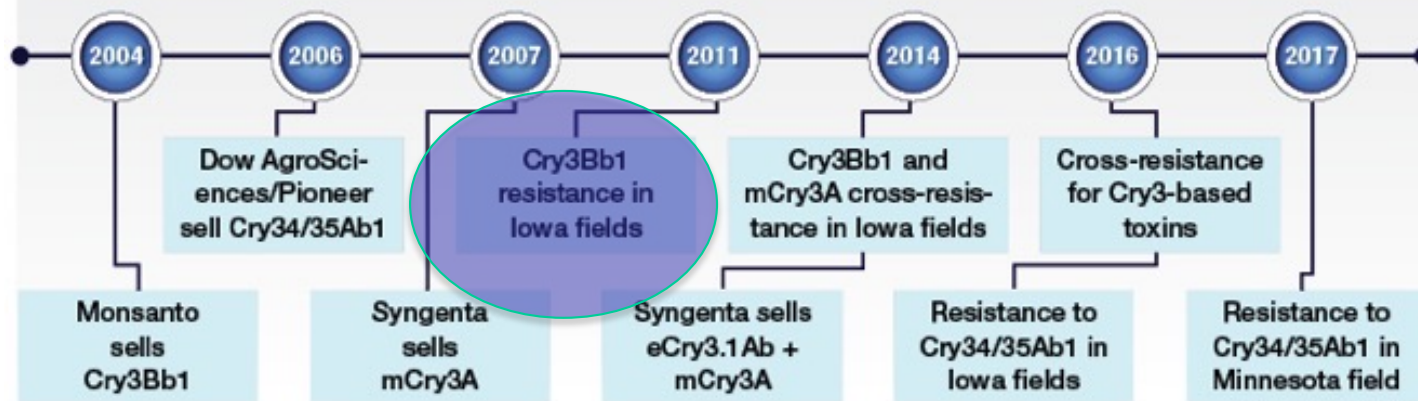 2004 2006 2007 2011 2014 2016 2017
Dow AgroSci-
ences/Pioneer
sell Cry34/35Ab1
Cry3Bb1
resistance in
Iowa fields
Cry3Bb1 and
mCry3A cross-resis-
tance in Iowa fields
Cross-resistance
for Cry3-based
toxins
Monsanto
sells
Cry3Bb1
Syngenta
sells
mCry3A
Syngenta sells
eCry3.1Ab +
mCry3A
Resistance to
Cry34/35Ab1 in
Iowa fields
Resistance to
Cry34/35Ab1 in
Minnesota field